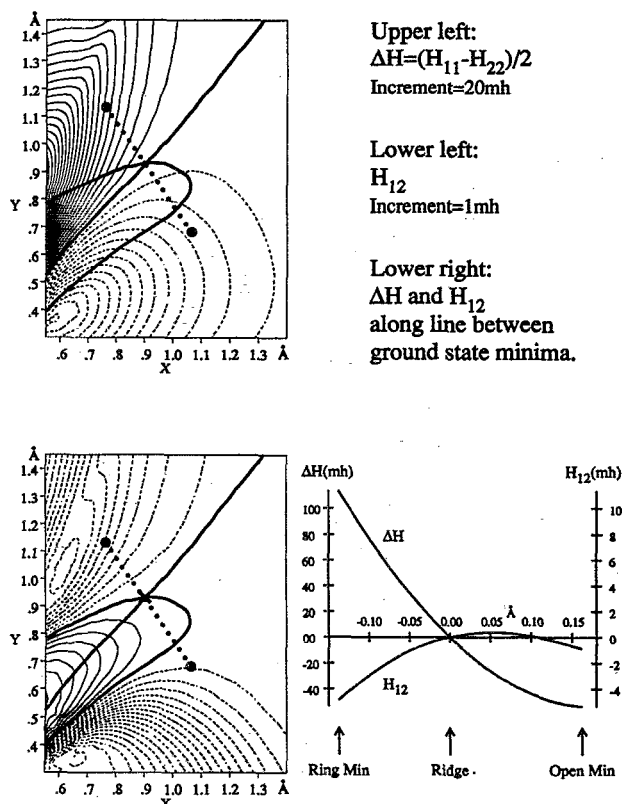 Å
1.4
1.3
1.2
1.1
1.0
.9
.8
Y
.7
.6
.5
.4
.6 .7 .8 .9 1.0 1.1 1.2 1.3 Å
X
Upper left:
ΔH=(H11-H22)/2
Increment=20mh
Lower left:
H12
Increment=1mh
Lower right:
ΔH and H12
along line between
ground state minima.
Å
1.4
1.3
1.2
1.1
1.0
.9
.8
Y
.7
.6
.5
.4
.6 .7 .8 .9 1.0 1.1 1.2 1.3 Å
X
ΔH(mh) H12(mh)
100 10
80 8
ΔH
60 6
40 4
20 -0.10 -0.05 0.00 0.05 Å 0.10 0.15 2
00 0
-20 -2
H12
-40 -4
Ring Min Ridge Open Min